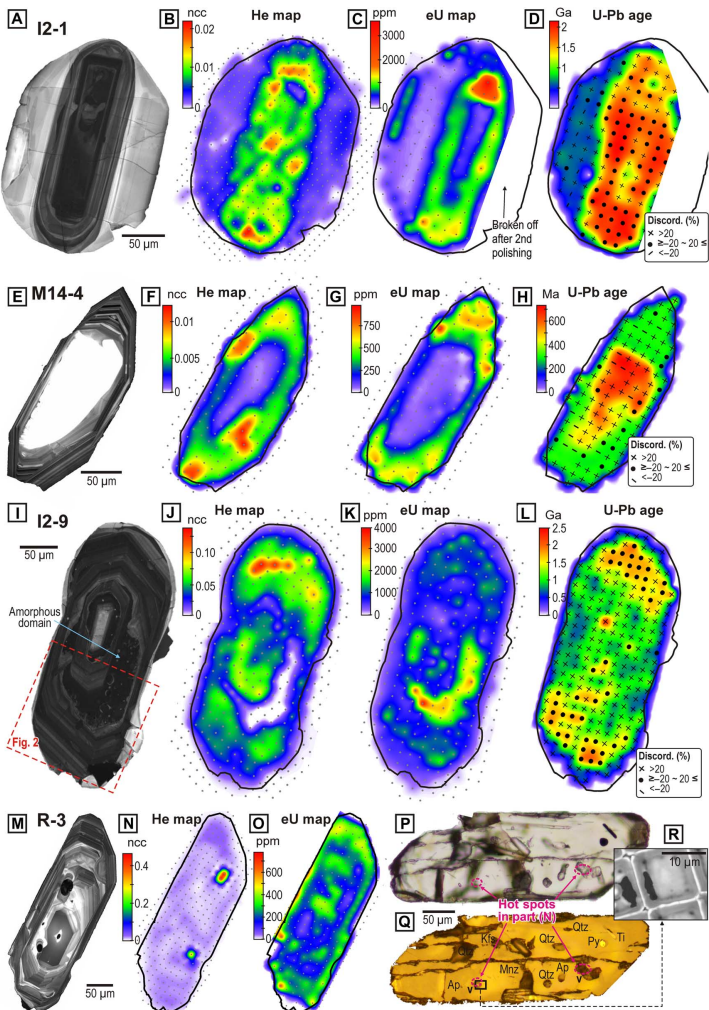 A
I2-1
50 µm
B
ncc
He map
0.02
0.01
0
C
ppm
eU map
3000
2000
1000
0
Broken off
after 2nd
polishing
D
Ga
U-Pb age
2
1.5
1
0.5
0
Discord. (%)
× >20
● ≥–20 ~ 20 ≤
<–20
E
M14-4
50 µm
F
ncc
He map
0.01
0.005
0
G
ppm
eU map
750
500
250
0
H
Ma
U-Pb age
600
400
200
0
Discord. (%)
× >20
● ≥–20 ~ 20 ≤
<–20
I
I2-9
50 µm
Amorphous
domain
Fig. 2
J
ncc
He map
0.10
0.05
0
K
ppm
eU map
4000
3000
2000
1000
0
L
Ga
U-Pb age
2.5
2.0
1.5
1.0
0.5
0
Discord. (%)
× >20
● ≥–20 ~ 20 ≤
<–20
M
R-3
50 µm
N
ncc
He map
0.4
0.2
0
O
ppm
eU map
600
400
200
0
P
Hot spots
in part (N)
Q
50 µm
Kfs
Qtz
Qtz
Qtz
Py
Ti
Mnz
Qtz
Ap
Ap
v
v
R
10 µm